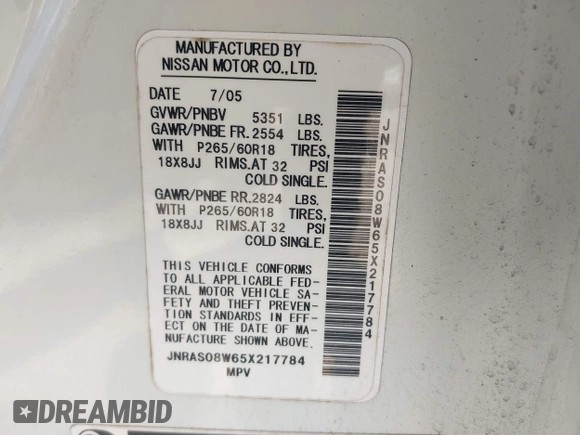 MANUFACTURED BY
NISSAN MOTOR CO.,LTD.
DATE 7/05
GVWR/PNBV 5351 LBS.
GAWR/PNBE FR.2554 LBS.
WITH P265/60R18 TIRES,
18X8JJ RIMS.AT 32 PSI
COLD SINGLE.
GAWR/PNBE RR.2824 LBS.
WITH P265/60R18 TIRES,
18X8JJ RIMS.AT 32 PSI
COLD SINGLE.
THIS VEHICLE CONFORMS
TO ALL APPLICABLE FED-
ERAL MOTOR VEHICLE SA-
FETY AND THEFT PREVEN-
TION STANDARDS IN EFF-
ECT ON THE DATE OF MA-
NUFACTURE SHOWN ABOVE.
JNRAS08W65X217784
MPV
JNRAS08W65X217784
DREAMBID